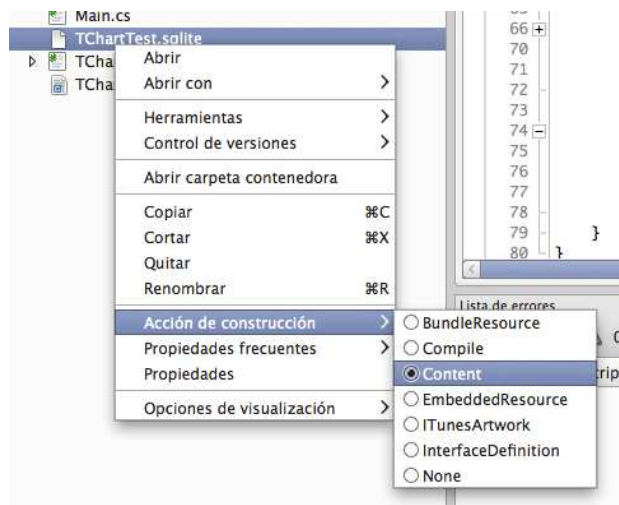 Main.cs
TChartTest.sqlite
TCha
TCha
Abrir
Abrir con
Herramientas
Control de versiones
Abrir carpeta contenedora
Copiar ⌘C
Cortar ⌘X
Quitar
Renombrar ⌘R
Acción de construcción
Propiedades frecuentes
Propiedades
Opciones de visualización
BundleResource
Compile
Content
EmbeddedResource
ITunesArtwork
InterfaceDefinition
None
66
70
71
72
73
74
75
76
77
78
79 }
80 }
Lista de errores
trip